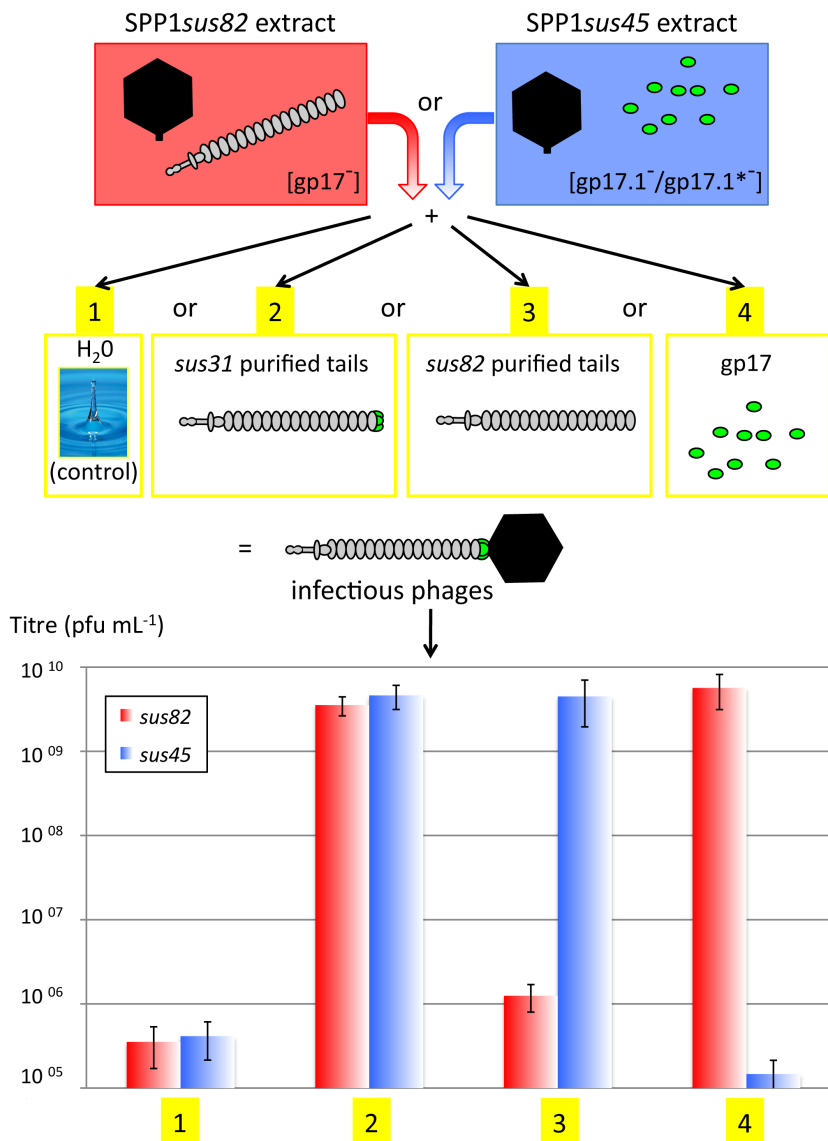 SPP1sus82 extract
SPP1sus45 extract
or
[gp17⁻]
[gp17.1⁻/gp17.1*⁻]
+
1 or 2 or 3 or 4
H₂0
(control)
sus31 purified tails
sus82 purified tails
gp17
=
infectious phages
Titre (pfu mL⁻¹)
10 ¹⁰
10 ⁰⁹
10 ⁰⁸
10 ⁰⁷
10 ⁰⁶
10 ⁰⁵
sus82
sus45
1 2 3 4